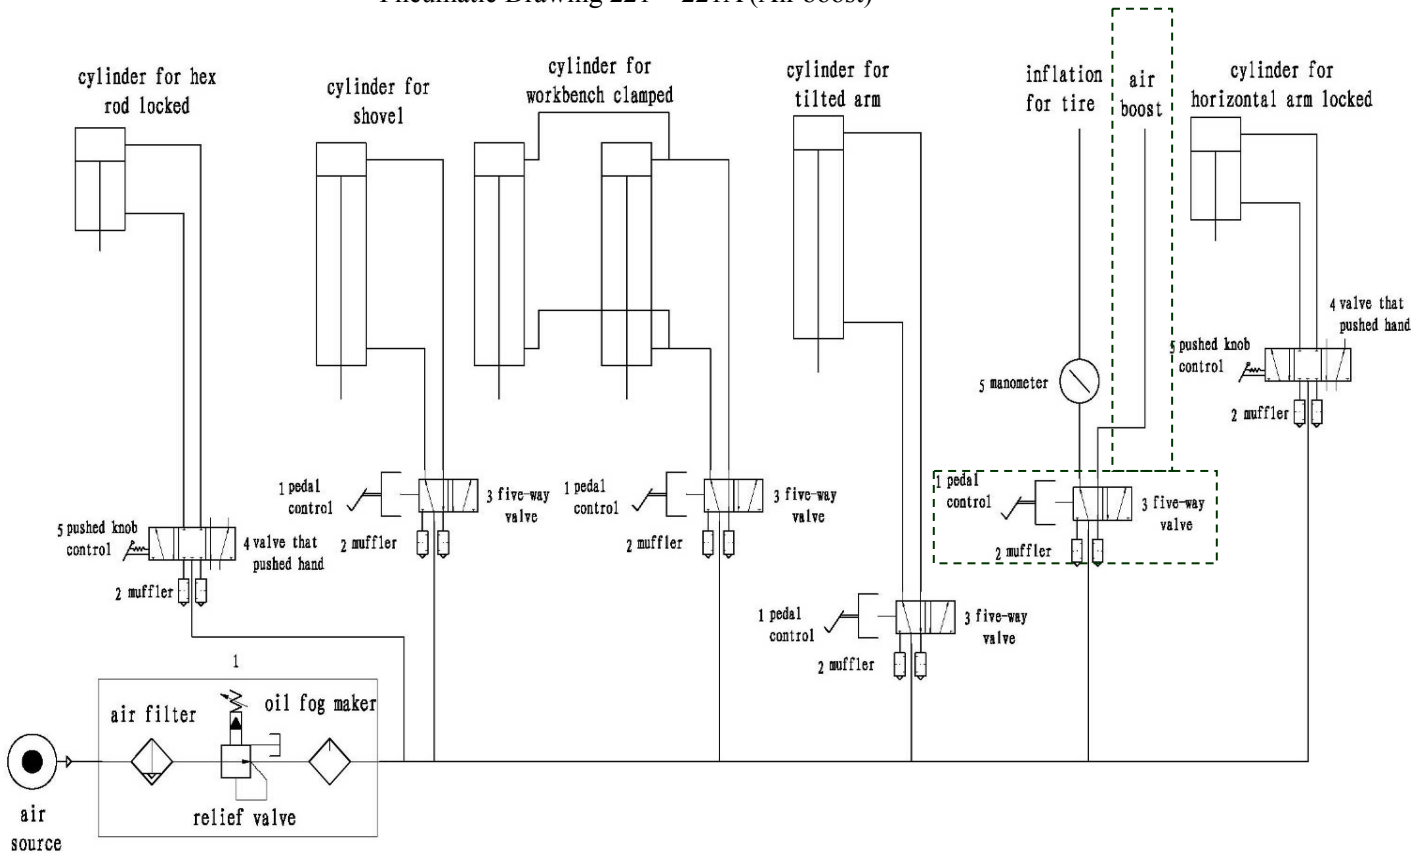 cylinder for hex
rod locked
cylinder for
shovel
cylinder for
workbench clamped
cylinder for
tilted arm
inflation
for tire
air
boost
cylinder for
horizontal arm locked
4 valve that
pushed hand
5 pushed knob
control
2 muffler
5 manometer
1 pedal
control
3 five-way
valve
2 muffler
1 pedal
control
3 five-way
valve
2 muffler
1 pedal
control
3 five-way
valve
2 muffler
5 pushed knob
control
4 valve that
pushed hand
2 muffler
1 pedal
control
3 five-way
valve
2 muffler
1
air filter
oil fog maker
relief valve
air
source